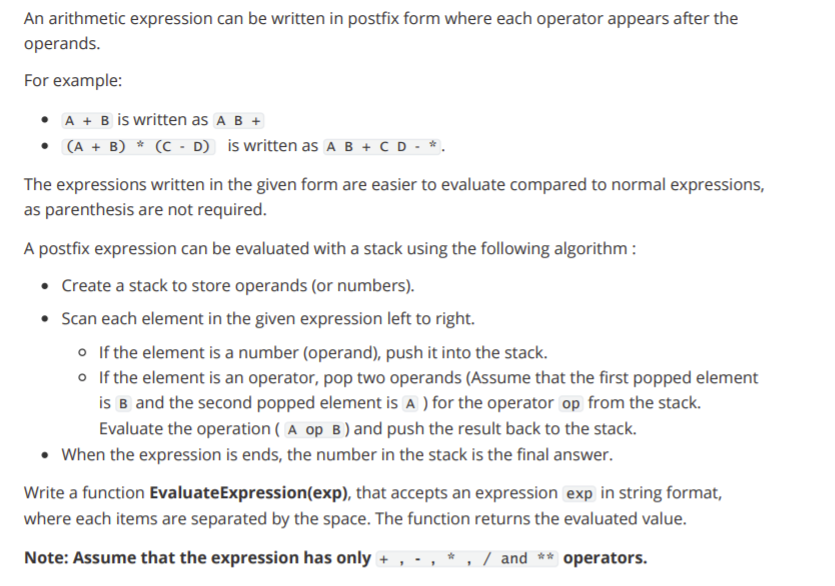 An arithmetic expression can be written in postfix form where each operator appears after the
operands.
For example:
• A + B is written as A B +
• (A + B) * (C - D) is written as A B + C D - * .
The expressions written in the given form are easier to evaluate compared to normal expressions,
as parenthesis are not required.
A postfix expression can be evaluated with a stack using the following algorithm :
• Create a stack to store operands (or numbers).
• Scan each element in the given expression left to right.
o If the element is a number (operand), push it into the stack.
o If the element is an operator, pop two operands (Assume that the first popped element
is B and the second popped element is A ) for the operator op from the stack.
Evaluate the operation ( A op B ) and push the result back to the stack.
• When the expression is ends, the number in the stack is the final answer.
Write a function EvaluateExpression(exp), that accepts an expression exp in string format,
where each items are separated by the space. The function returns the evaluated value.
Note: Assume that the expression has only + , - , * , / and ** operators.